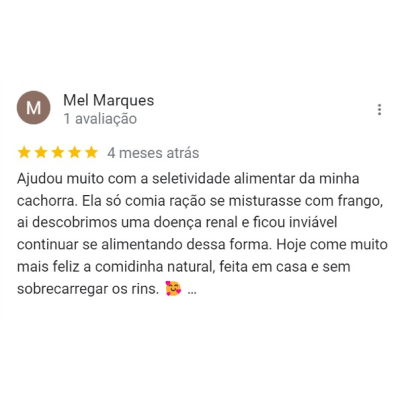 M
Mel Marques
1 avaliação
4 meses atrás
Ajudou muito com a seletividade alimentar da minha
cachorra. Ela só comia ração se misturasse com frango,
ai descobrimos uma doença renal e ficou inviável
continuar se alimentando dessa forma. Hoje come muito
mais feliz a comidinha natural, feita em casa e sem
sobrecarregar os rins. 🥰 ...